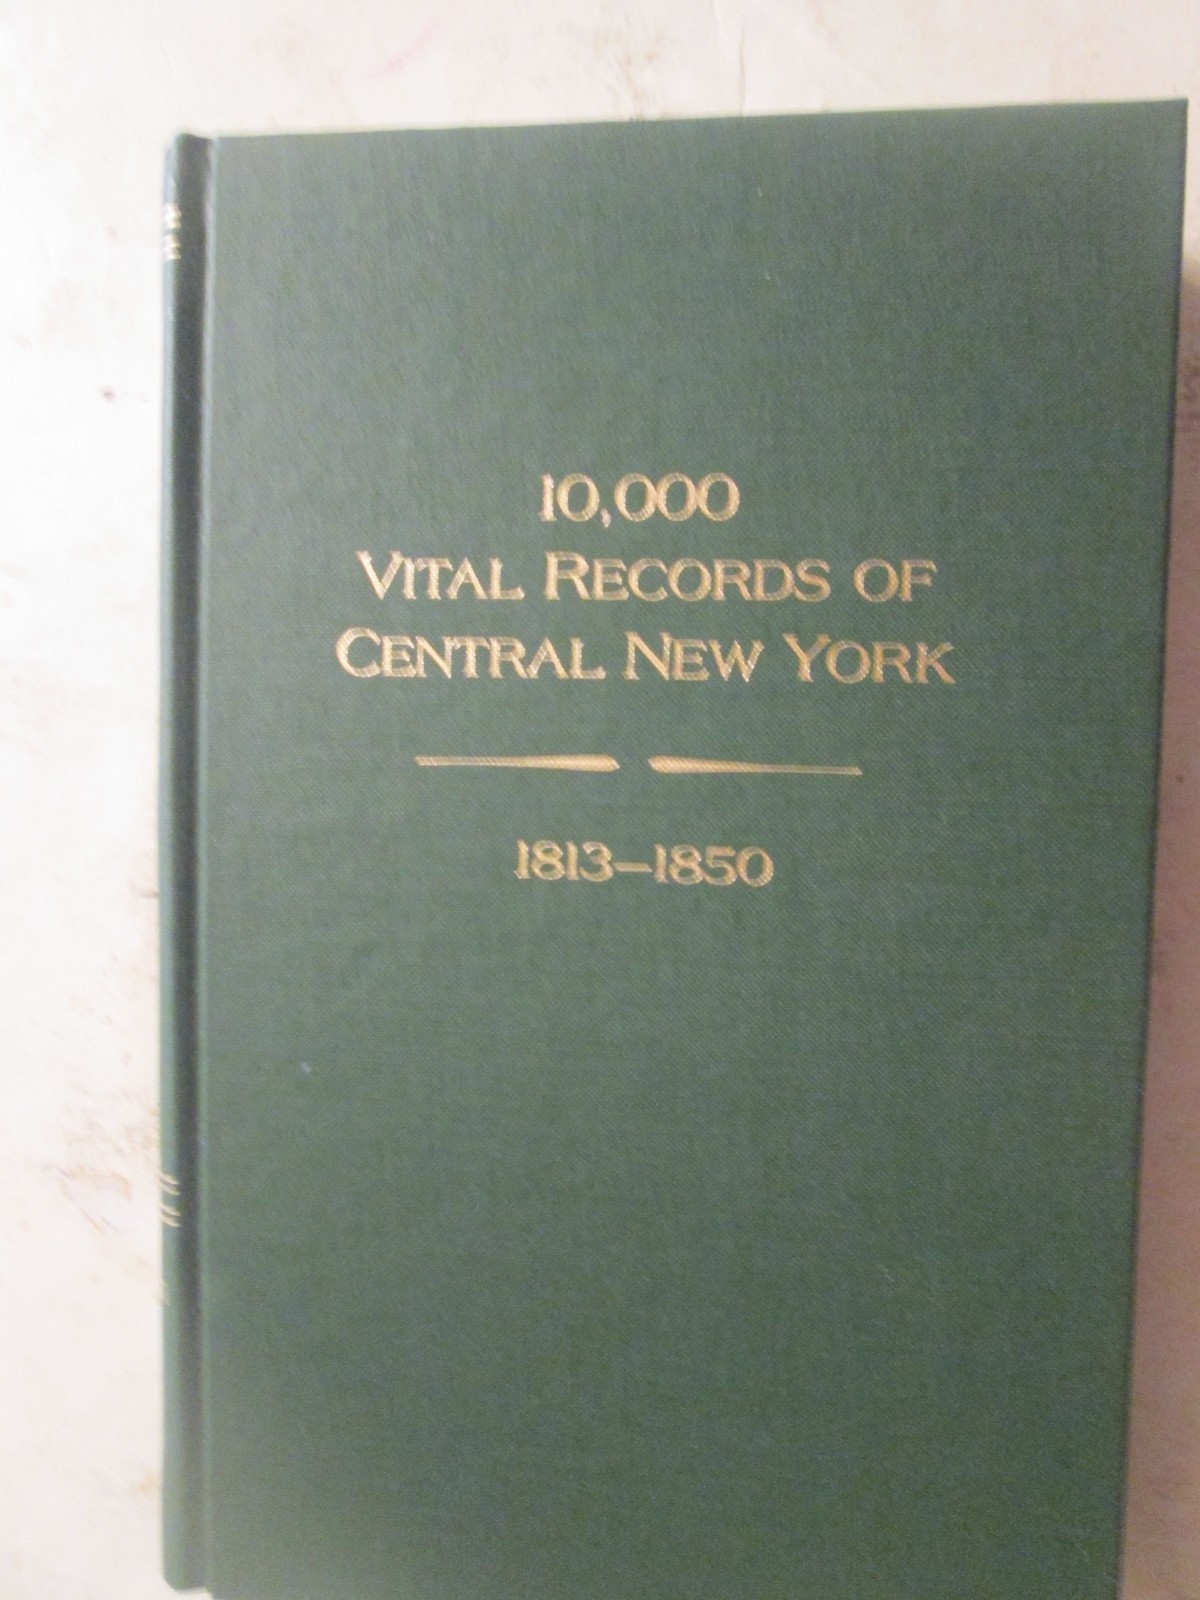 10,000
VITAL RECORDS OF
CENTRAL NEW YORK
1813–1850